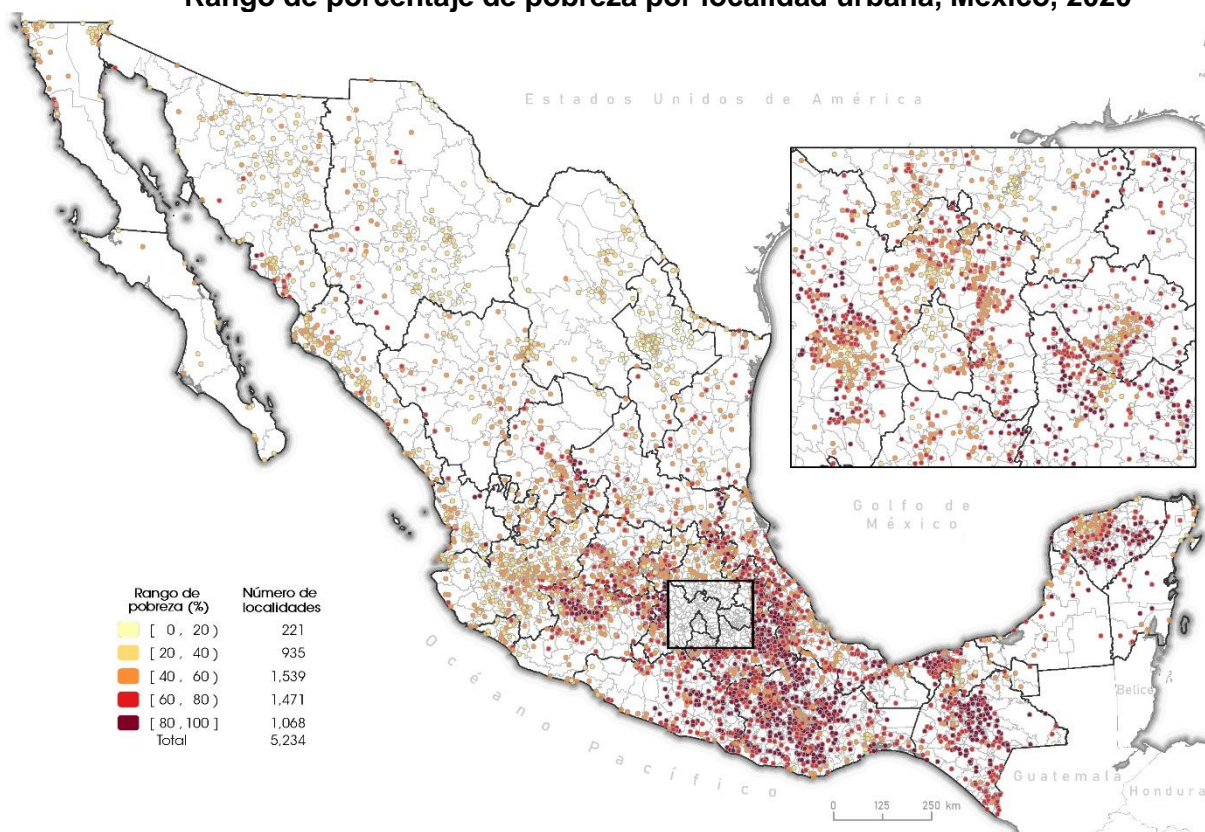 Rango de porcentaje de pobreza por localidad urbana, México, 2020
Estados Unidos de América
Golfo de
México
Rango de
pobreza (%)
Número de
localidades
[ 0 , 20 ) 221
[ 20 , 40 ) 935
[ 40 , 60 ) 1,539
[ 60 , 80 ) 1,471
[ 80 , 100 ] 1,068
Total 5,234
Océano Pacífico
Belice
Guatemala
Hondura
0 125 250 km